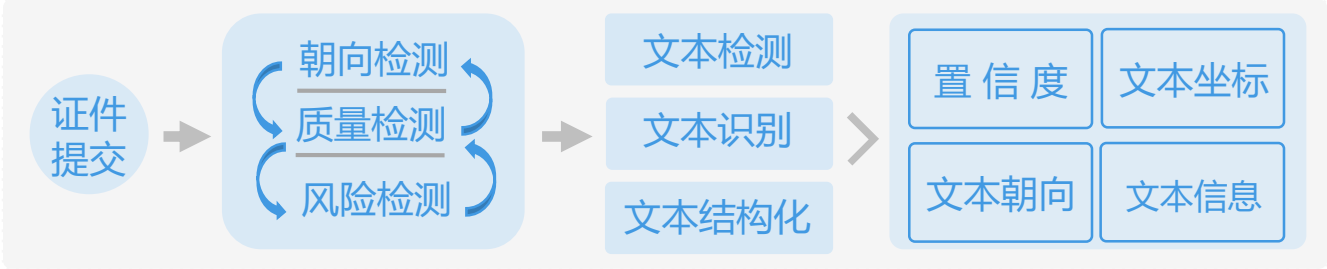 证件
提交
朝向检测
质量检测
风险检测
文本检测
文本识别
文本结构化
置信度
文本坐标
文本朝向
文本信息